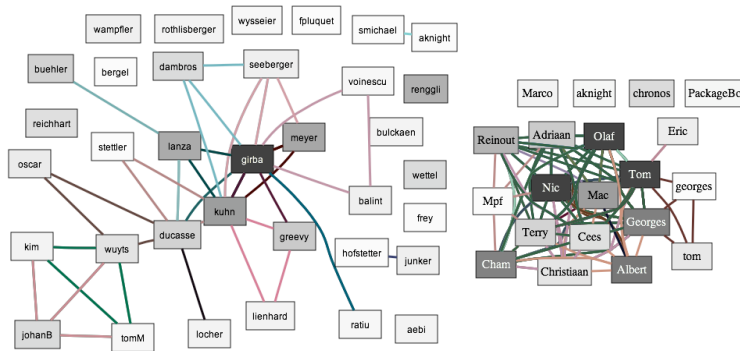 wampfler
rothlisberger
wysseier
fpluquet
smichael
aknight
buehler
bergel
dambros
seeberger
voinescu
renggli
reichhart
stettler
lanza
girba
meyer
bulckaen
oscar
wettel
balint
kuhn
frey
kim
wuyts
ducasse
greevy
hofstetter
junker
johanB
tomM
locher
lienhard
ratiu
aebi
Marco
aknight
chronos
PackageBo
Reinout
Adriaan
Olaf
Eric
Tom
georges
Mpf
Nic
Mac
Georges
Terry
Cees
tom
Cham
Christiaan
Albert